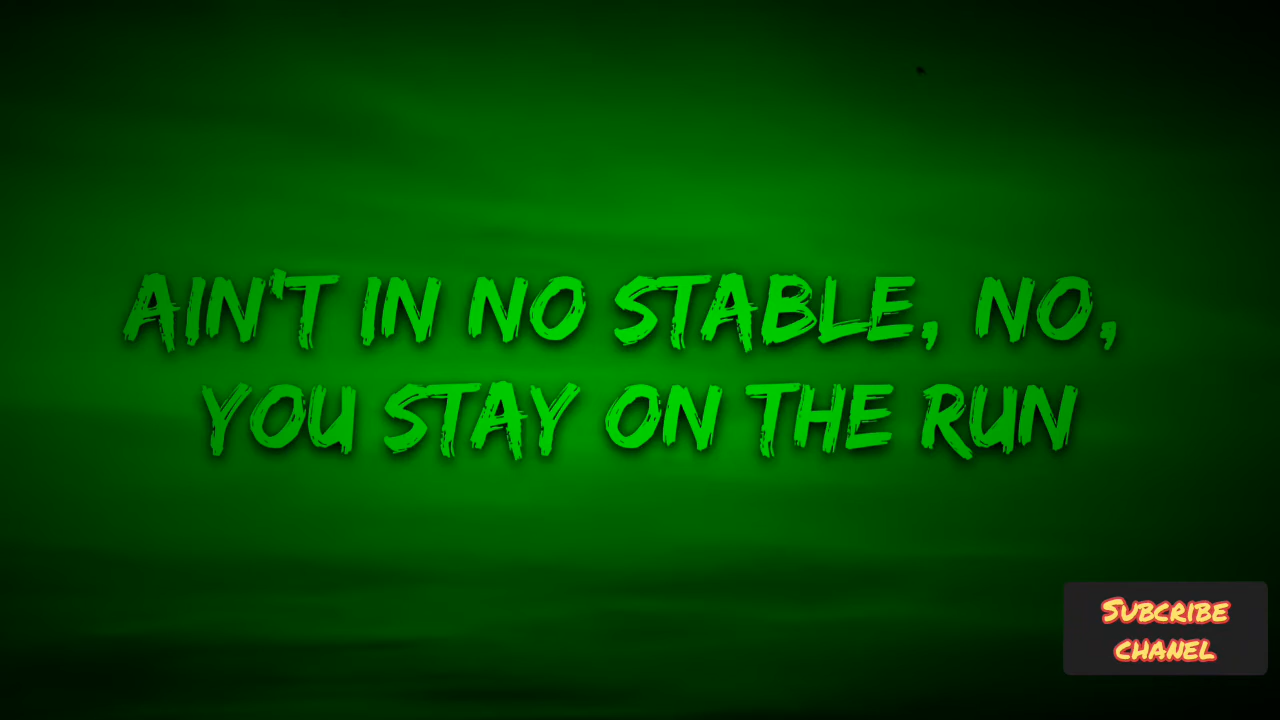 AIN'T IN NO STABLE, NO,
YOU STAY ON THE RUN
SUBCRIBE
CHANEL